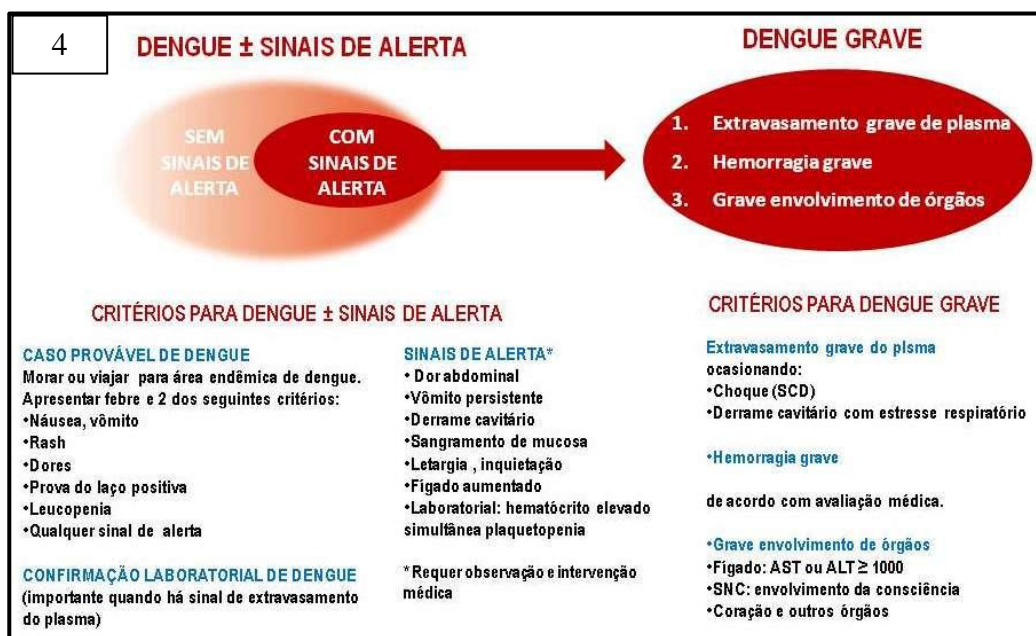 4
DENGUE ± SINAIS DE ALERTA
DENGUE GRAVE
SEM
SINAIS DE
ALERTA
COM
SINAIS DE
ALERTA
1. Extravasamento grave de plasma
2. Hemorragia grave
3. Grave envolvimento de órgãos
CRITÉRIOS PARA DENGUE ± SINAIS DE ALERTA
CASO PROVÁVEL DE DENGUE
Morar ou viajar para área endêmica de dengue.
Apresentar febre e 2 dos seguintes critérios:
•Náusea, vômito
•Rash
•Dores
•Prova do laço positiva
•Leucopenia
•Qualquer sinal de alerta
CONFIRMAÇÃO LABORATORIAL DE DENGUE
(importante quando há sinal de extravasamento
do plasma)
SINAIS DE ALERTA*
• Dor abdominal
•Vômito persistente
•Derrame cavitário
•Sangramento de mucosa
•Letargia , inquietação
•Fígado aumentado
•Laboratorial: hematócrito elevado
simultânea plaquetopenia
*Requer observação e intervenção
médica
CRITÉRIOS PARA DENGUE GRAVE
Extravasamento grave do plsma
ocasionando:
•Choque (SCD)
•Derrame cavitário com estresse respiratório
•Hemorragia grave
de acordo com avaliação médica.
•Grave envolvimento de órgãos
•Fígado: AST ou ALT ≥ 1000
•SNC: envolvimento da consciência
•Coração e outros órgãos